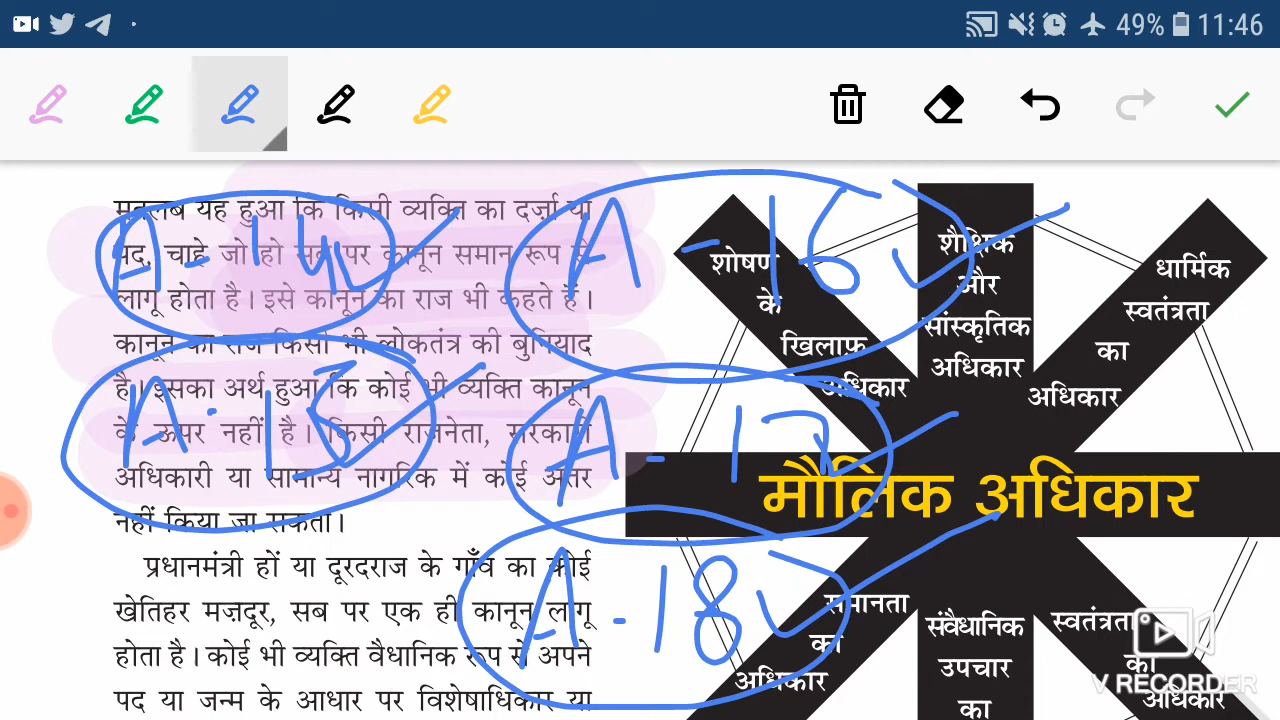 49% 11:46
मतलब यह हुआ कि किसी व्यक्ति का दर्ज़ा या
पद, चाहे जो हो सब पर कानून समान रूप से
लागू होता है। इसे कानून का राज भी कहते हैं।
कानून का राज किसी भी लोकतंत्र की बुनियाद
है। इसका अर्थ हुआ कि कोई भी व्यक्ति कानून
के ऊपर नहीं है। किसी राजनेता, सरकारी
अधिकारी या सामान्य नागरिक में कोई अंतर
नहीं किया जा सकता।
प्रधानमंत्री हों या दूरदराज के गाँव का कोई
खेतिहर मज़दूर, सब पर एक ही कानून लागू
होता है। कोई भी व्यक्ति वैधानिक रूप से अपने
पद या जन्म के आधार पर विशेषाधिकार या
A - 14
A - 15
A - 16
A - 17
A - 18
शोषण
के
खिलाफ़
अधिकार
शैक्षिक
और
सांस्कृतिक
अधिकार
धार्मिक
स्वतंत्रता
का
अधिकार
मौलिक अधिकार
समानता
का
अधिकार
संवैधानिक
उपचार
का
स्वतंत्रता
का
अधिकार
V RECORDER